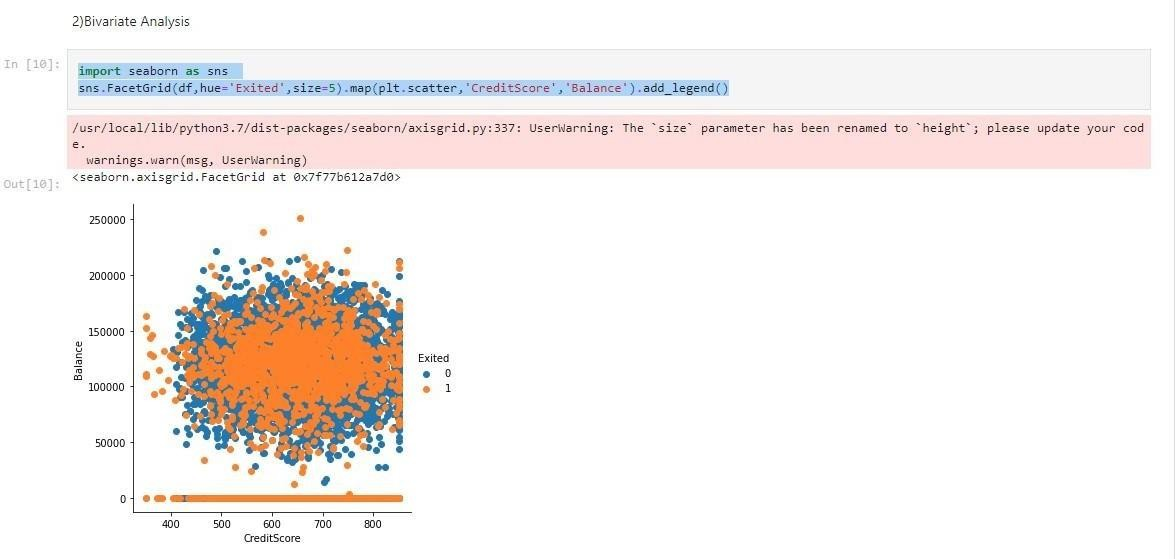 2)Bivariate Analysis
In [10]:
import seaborn as sns
sns.FacetGrid(df,hue='Exited',size=5).map(plt.scatter,'CreditScore','Balance').add_legend()
/usr/local/lib/python3.7/dist-packages/seaborn/axisgrid.py:337: UserWarning: The `size` parameter has been renamed to `height`; please update your cod
e.
warnings.warn(msg, UserWarning)
Out[10]:
<seaborn.axisgrid.FacetGrid at 0x7f77b612a7d0>
250000
200000
150000
100000
50000
0
Balance
400 500 600 700 800
CreditScore
Exited
0
1